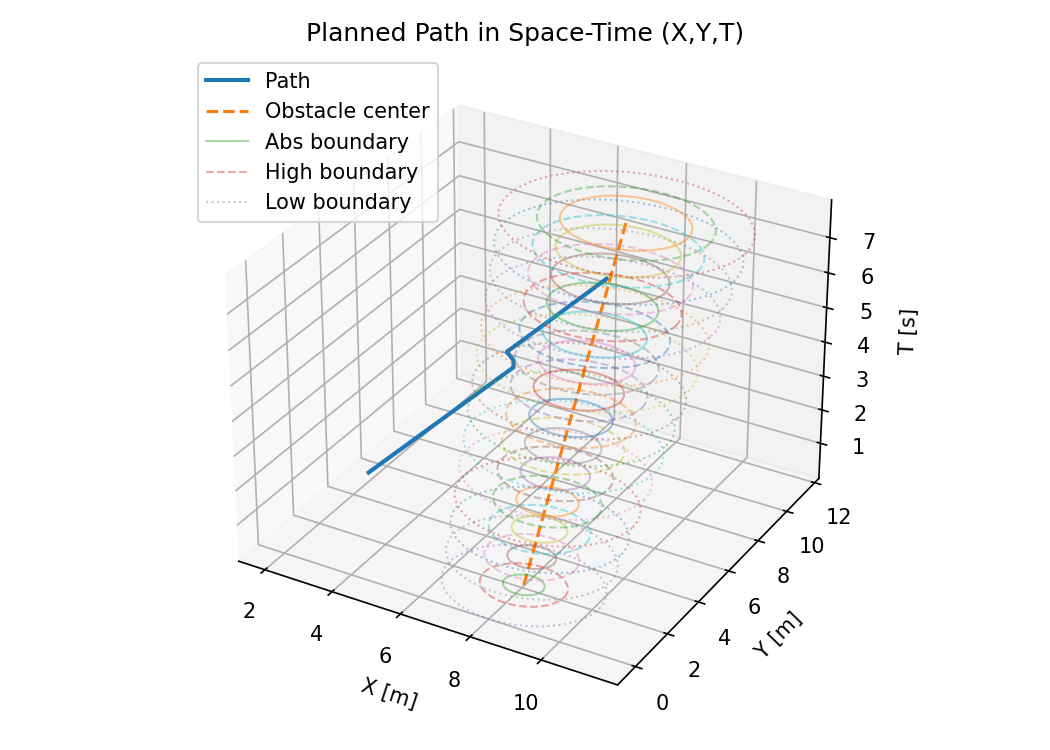 Planned Path in Space-Time (X,Y,T)
Path
Obstacle center
Abs boundary
High boundary
Low boundary
7
6
5
4
3
2
1
T [s]
12
10
8
6
4
2
0
Y [m]
2
4
6
8
10
X [m]